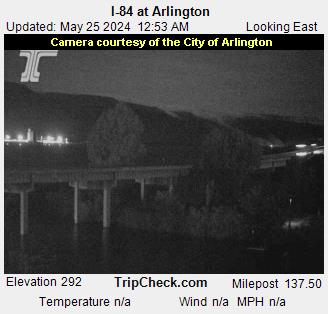 I-84 at Arlington
Updated: May 25 2024 12:53 AM Looking East
Camera courtesy of the City of Arlington
Elevation 292 TripCheck.com Milepost 137.50
Temperature n/a Wind n/a MPH n/a